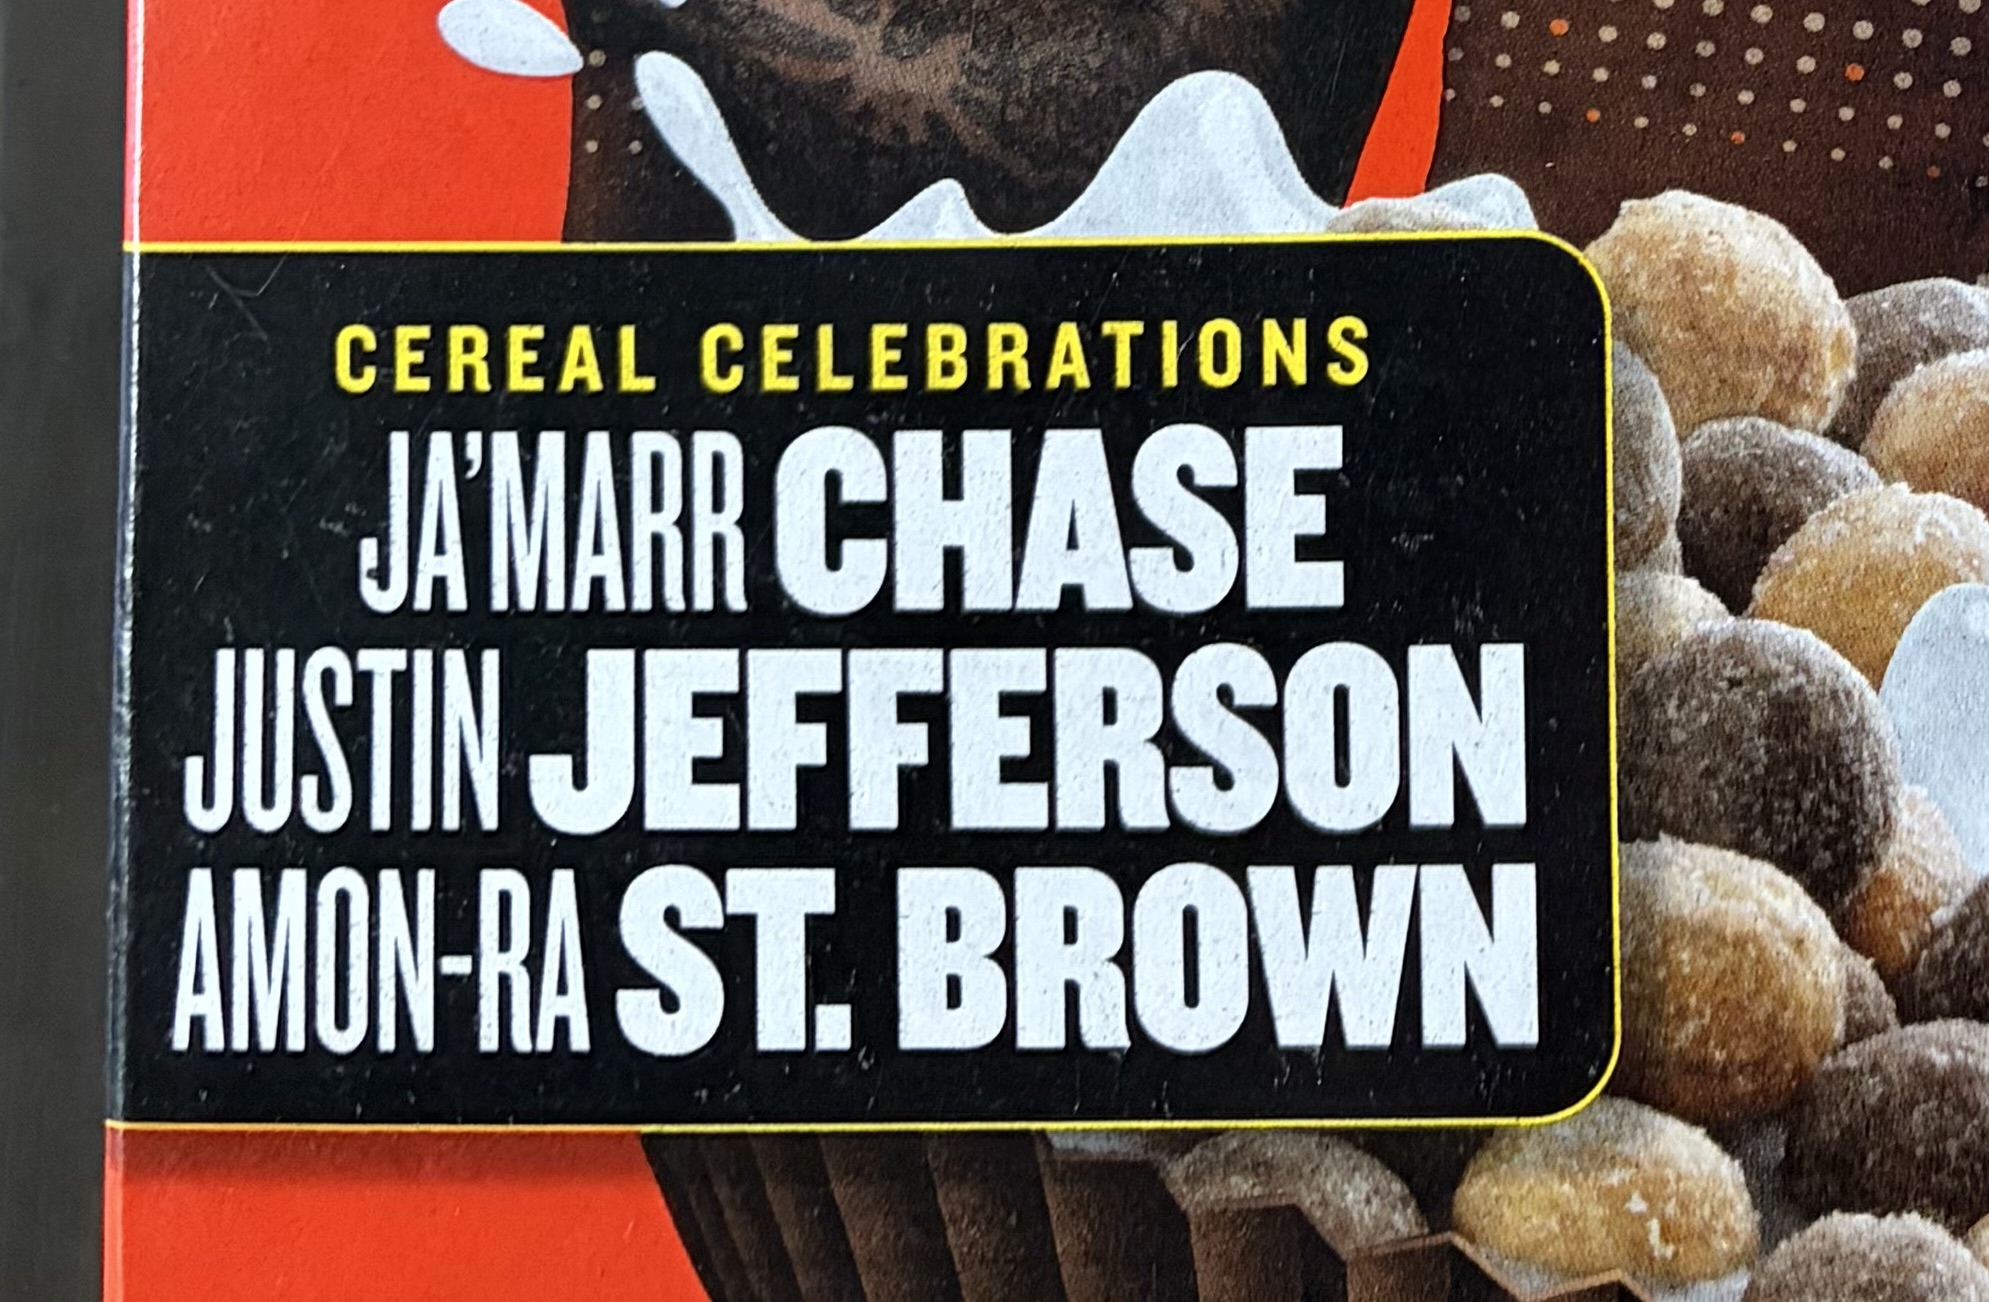 CEREAL CELEBRATIONS
JA'MARR CHASE
JUSTIN JEFFERSON
AMON-RA ST. BROWN